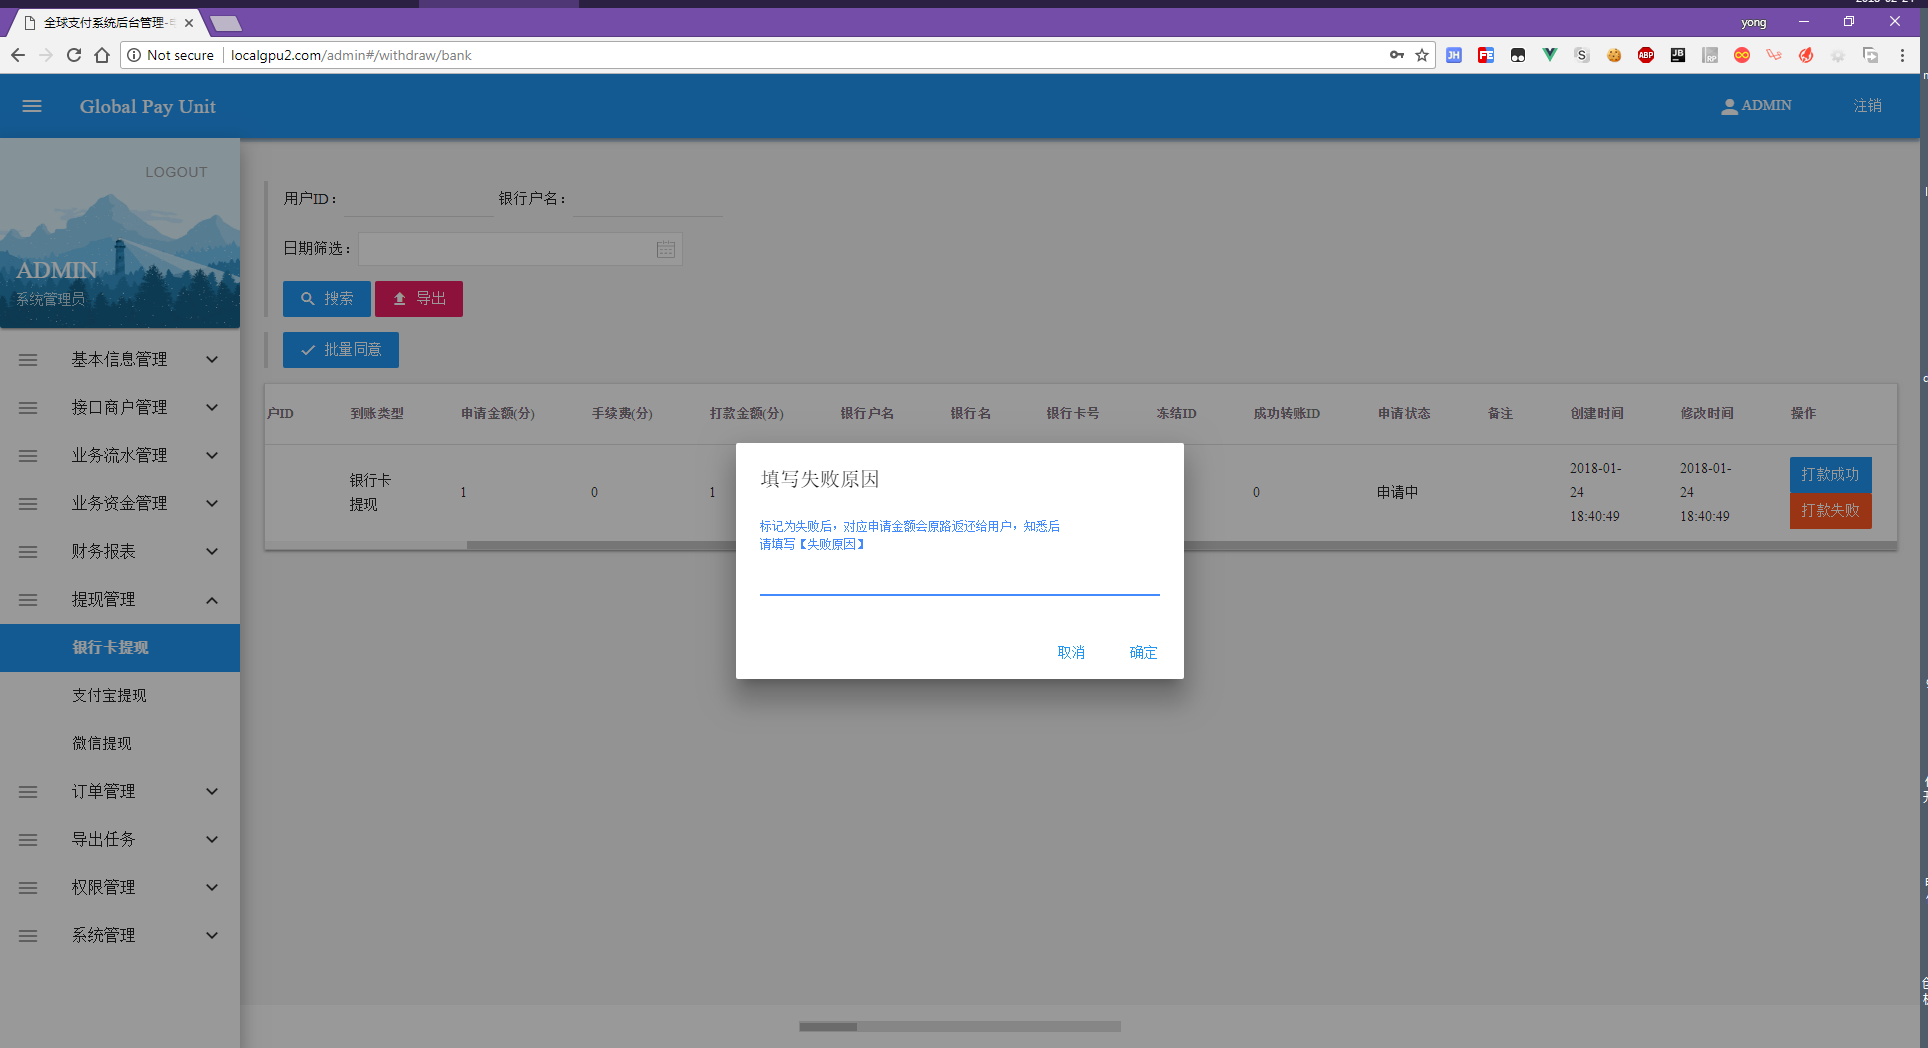 全球支付系统后台管理-
yong
Not secure
localgpu2.com/admin#/withdraw/bank
Global Pay Unit
ADMIN
注销
LOGOUT
ADMIN
系统管理员
基本信息管理
接口商户管理
业务流水管理
业务资金管理
财务报表
提现管理
银行卡提现
支付宝提现
微信提现
订单管理
导出任务
权限管理
系统管理
用户ID：
银行户名：
日期筛选：
搜索
导出
批量同意
户ID 到账类型 申请金额(分) 手续费(分) 打款金额(分) 银行户名 银行名 银行卡号 冻结ID 成功转账ID 申请状态 备注 创建时间 修改时间 操作
银行卡
提现
1 0 1 0 申请中
2018-01-
24
18:40:49
2018-01-
24
18:40:49
打款成功
打款失败
填写失败原因
标记为失败后，对应申请金额会原路返还给用户，知悉后
请填写【失败原因】
取消 确定